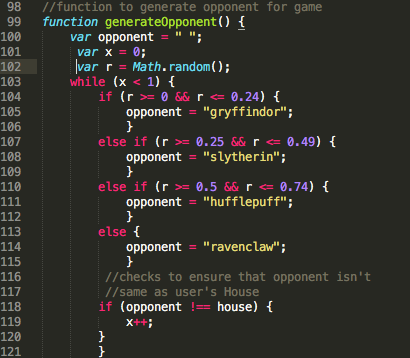 98 //function to generate opponent for game
99 function generateOpponent() {
100 var opponent = " ";
101 var x = 0;
102 var r = Math.random();
103 while (x < 1) {
104 if (r >= 0 && r <= 0.24) {
105 opponent = "gryffindor";
106 }
107 else if (r >= 0.25 && r <= 0.49) {
108 opponent = "slytherin";
109 }
110 else if (r >= 0.5 && r <= 0.74) {
111 opponent = "hufflepuff";
112 }
113 else {
114 opponent = "ravenclaw";
115 }
116 //checks to ensure that opponent isn't
117 //same as user's House
118 if (opponent !== house) {
119 x++;
120 }
121 }